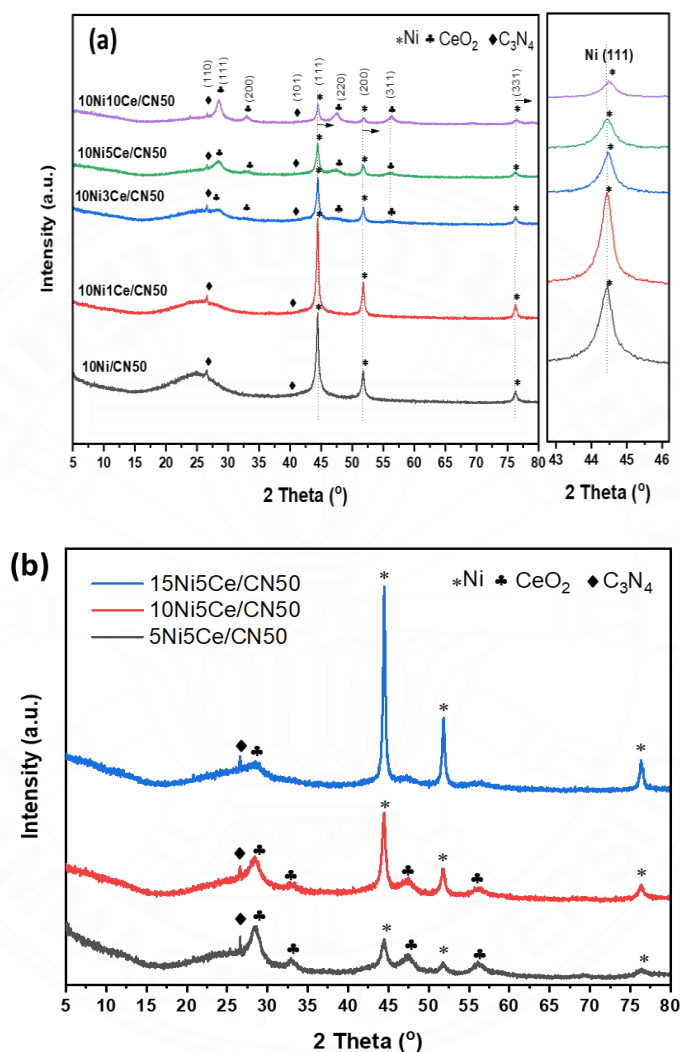 (a)
*Ni ♣ CeO₂ ♦ C₃N₄
(110)
(111)
(200)
(101)
(111)
(220)
(200)
(311)
(331)
10Ni10Ce/CN50
10Ni5Ce/CN50
10Ni3Ce/CN50
10Ni1Ce/CN50
10Ni/CN50
Intensity (a.u.)
5 10 15 20 25 30 35 40 45 50 55 60 65 70 75 80
2 Theta (°)
Ni (111)
43 44 45 46
2 Theta (°)
(b)
15Ni5Ce/CN50
10Ni5Ce/CN50
5Ni5Ce/CN50
*Ni ♣ CeO₂ ♦ C₃N₄
Intensity (a.u.)
5 10 15 20 25 30 35 40 45 50 55 60 65 70 75 80
2 Theta (°)